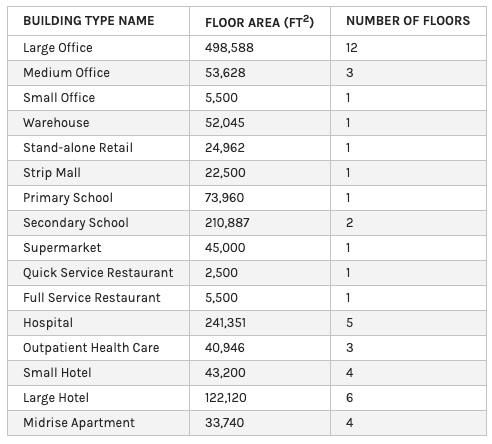 BUILDING TYPE NAME FLOOR AREA (FT²) NUMBER OF FLOORS
Large Office 498,588 12
Medium Office 53,628 3
Small Office 5,500 1
Warehouse 52,045 1
Stand-alone Retail 24,962 1
Strip Mall 22,500 1
Primary School 73,960 1
Secondary School 210,887 2
Supermarket 45,000 1
Quick Service Restaurant 2,500 1
Full Service Restaurant 5,500 1
Hospital 241,351 5
Outpatient Health Care 40,946 3
Small Hotel 43,200 4
Large Hotel 122,120 6
Midrise Apartment 33,740 4